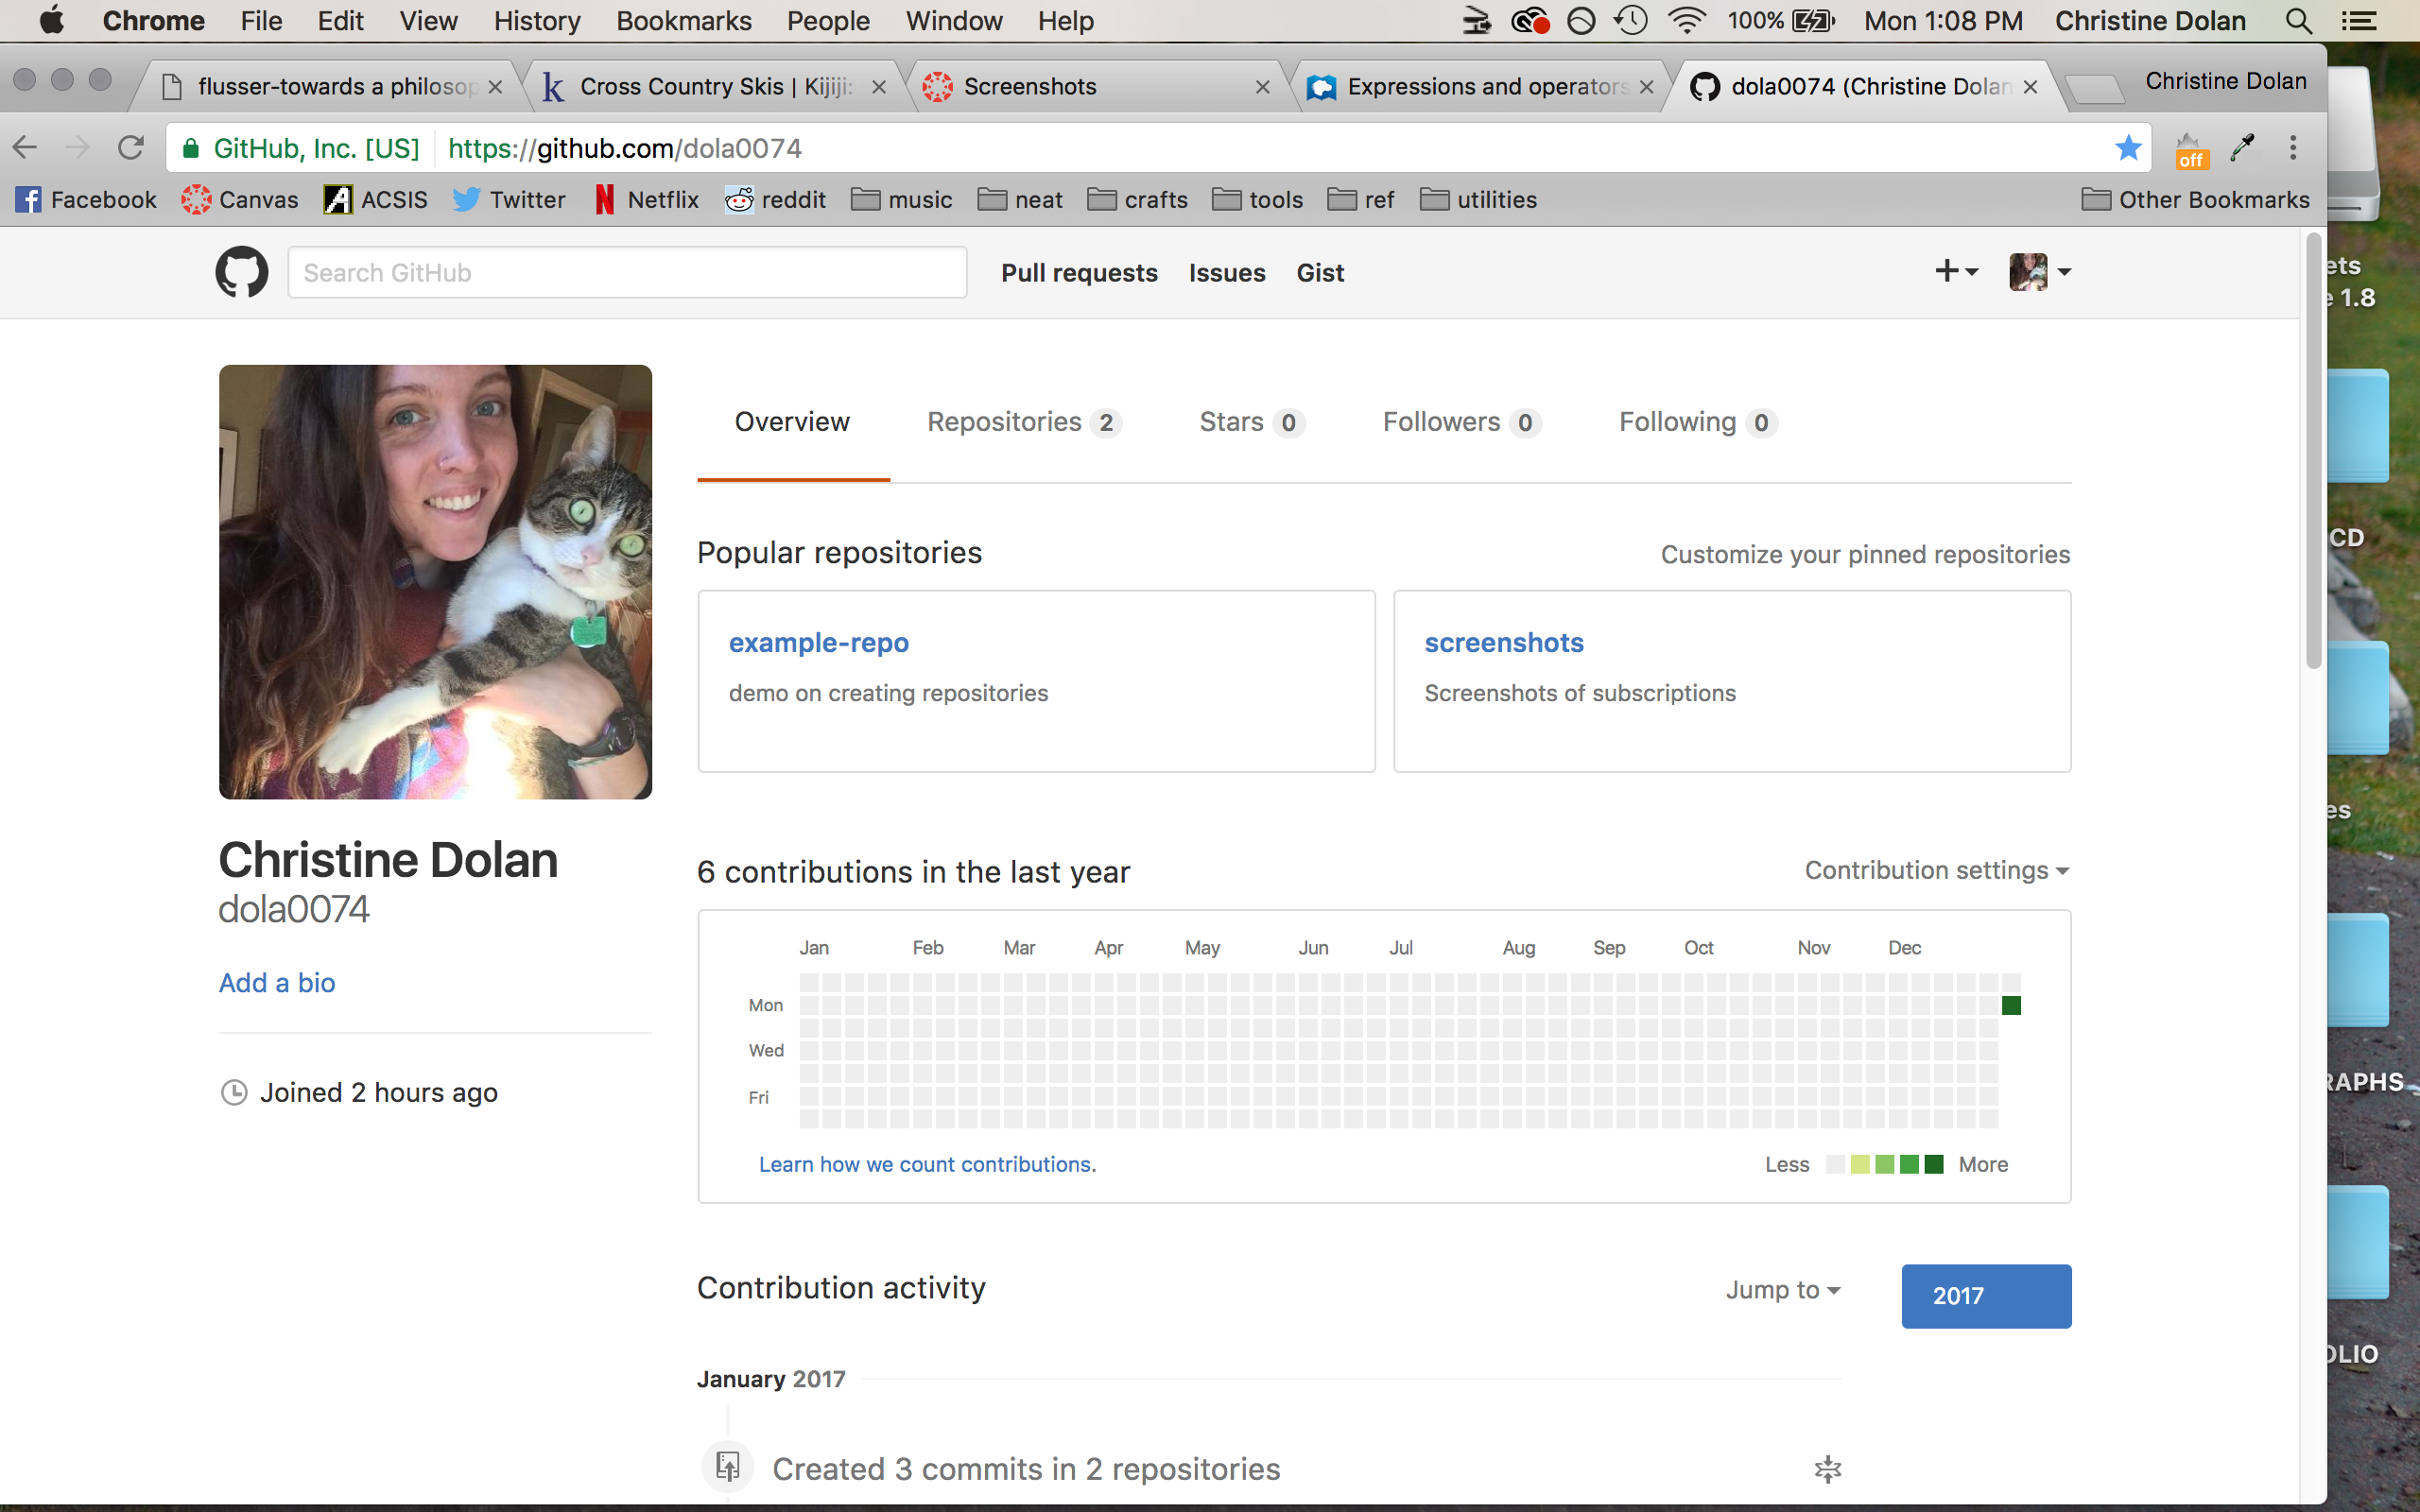 Chrome File Edit View History Bookmarks People Window Help 100% Mon 1:08 PM Christine Dolan
flusser-towards a philosop Cross Country Skis | Kijiji: Screenshots Expressions and operators dola0074 (Christine Dolan Christine Dolan
GitHub, Inc. [US] https://github.com/dola0074 off
Facebook Canvas ACSIS Twitter Netflix reddit music neat crafts tools ref utilities Other Bookmarks
Search GitHub Pull requests Issues Gist
ets
e 1.8
Overview Repositories 2 Stars 0 Followers 0 Following 0
CD
Popular repositories Customize your pinned repositories
example-repo screenshots
demo on creating repositories Screenshots of subscriptions
es
Christine Dolan
dola0074
Add a bio
Joined 2 hours ago
6 contributions in the last year Contribution settings
Jan Feb Mar Apr May Jun Jul Aug Sep Oct Nov Dec
Mon
Wed
Fri
RAPHS
Learn how we count contributions. Less More
Contribution activity Jump to 2017
OLIO
January 2017
Created 3 commits in 2 repositories